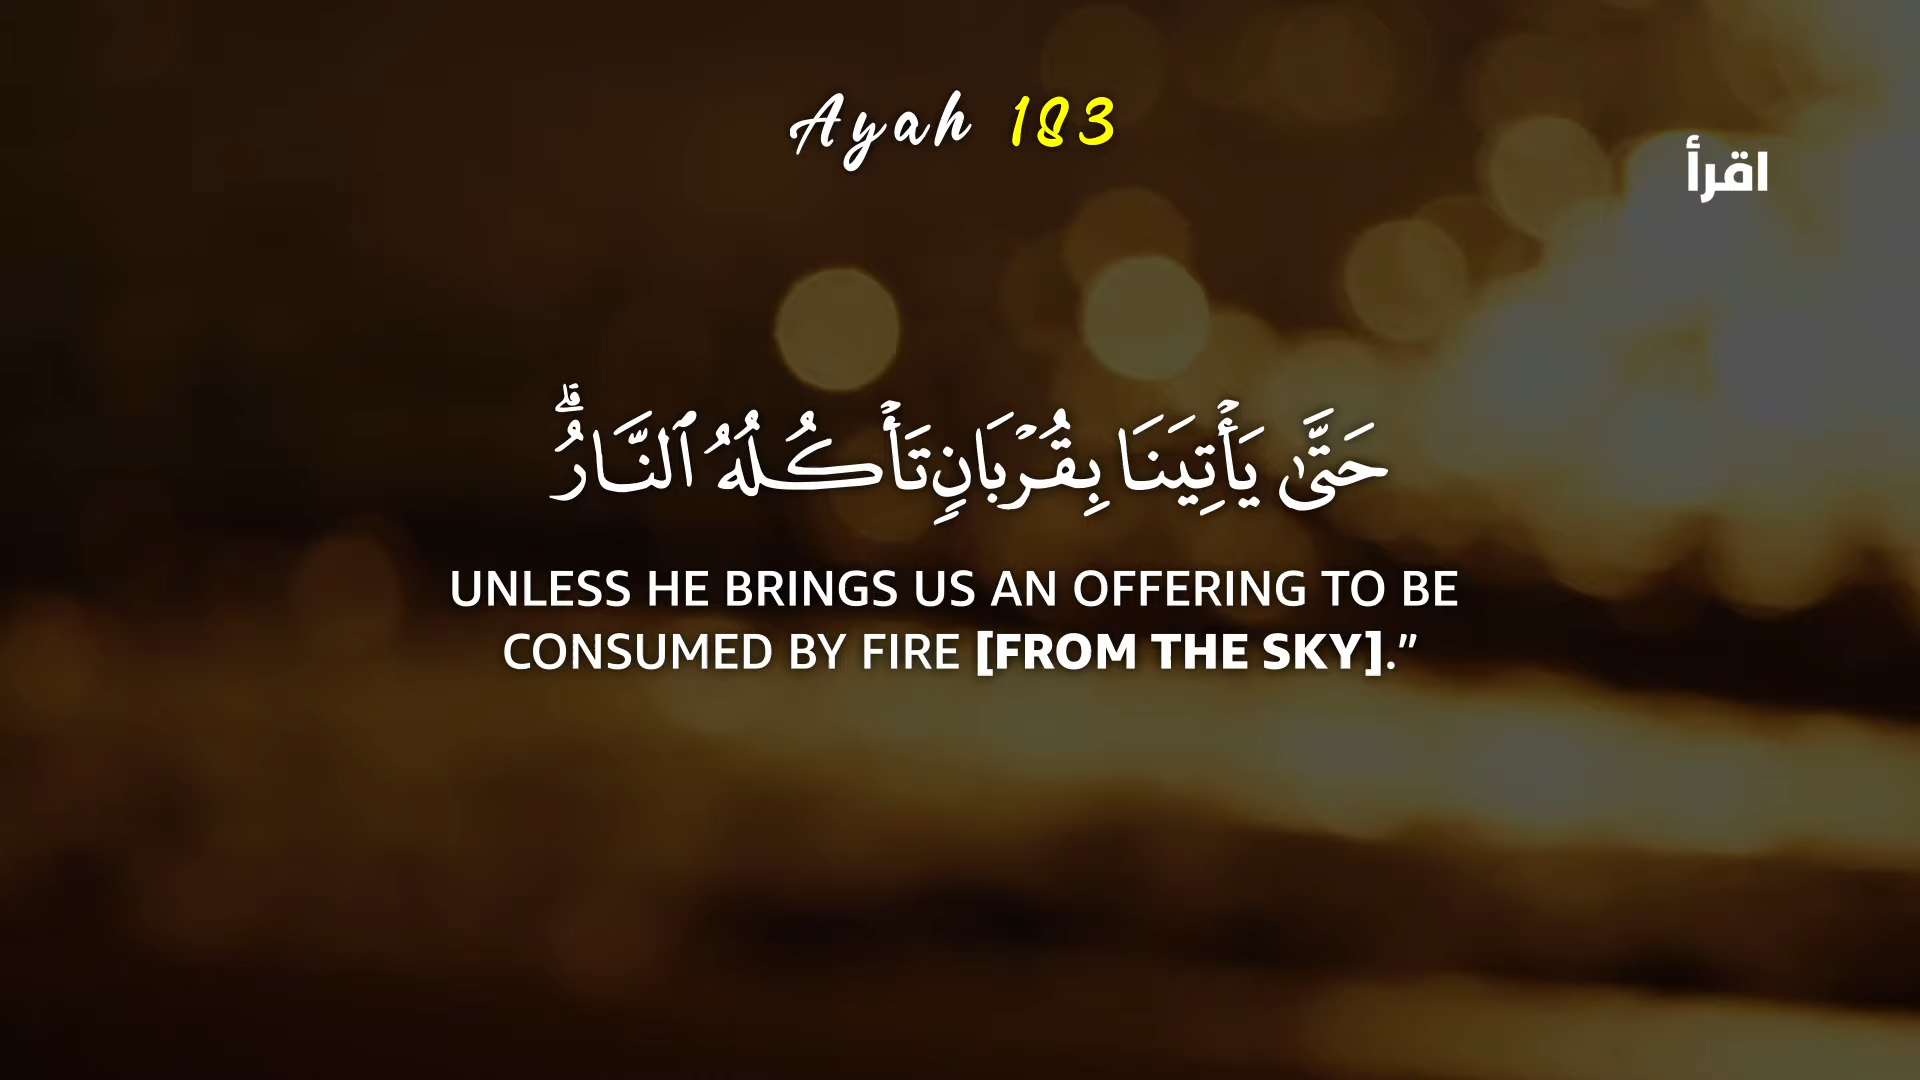 Ayah 183
اقرأ
حَتَّىٰ يَأْتِيَنَا بِقُرْبَانٍ تَأْكُلُهُ ٱلنَّارُ ۗ
UNLESS HE BRINGS US AN OFFERING TO BE
CONSUMED BY FIRE [FROM THE SKY].”